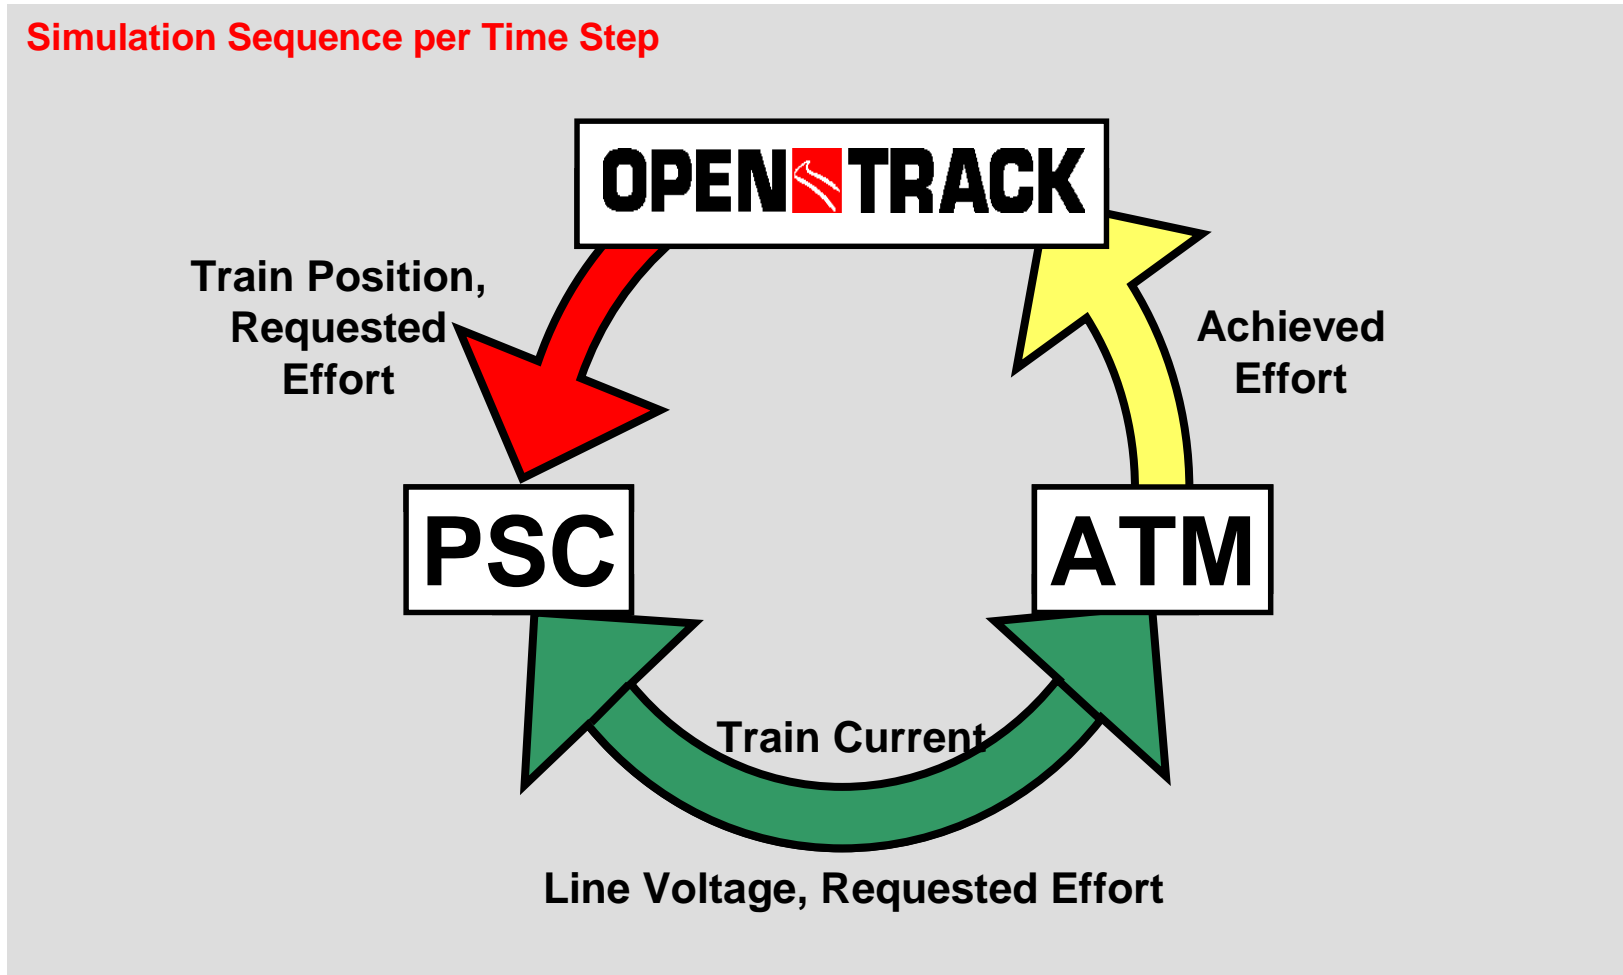 Simulation Sequence per Time Step
OPEN TRACK
Train Position,
Requested
Effort
Achieved
Effort
PSC
ATM
Train Current
Line Voltage, Requested Effort